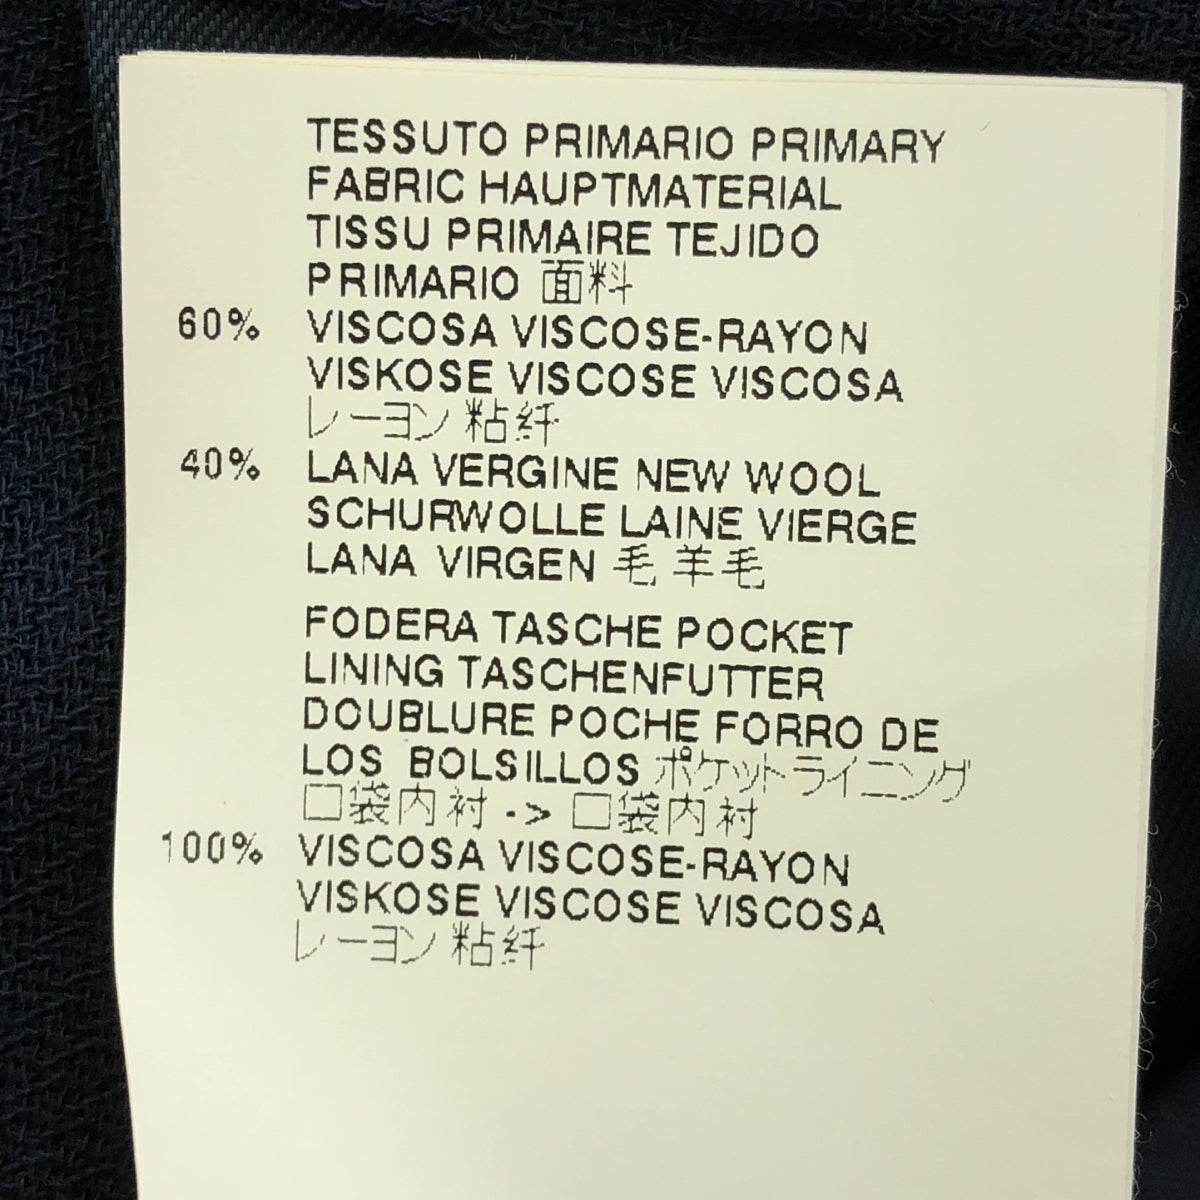 TESSUTO PRIMARIO PRIMARY
FABRIC HAUPTMATERIAL
TISSU PRIMAIRE TEJIDO
PRIMARIO 面料
60% VISCOSA VISCOSE-RAYON
VISKOSE VISCOSE VISCOSA
レーヨン 粘纤
40% LANA VERGINE NEW WOOL
SCHURWOLLE LAINE VIERGE
LANA VIRGEN 毛 羊毛
FODERA TASCHE POCKET
LINING TASCHENFUTTER
DOUBLURE POCHE FORRO DE
LOS BOLSILLOS ポケットライニング
口袋内衬 -> 口袋内衬
100% VISCOSA VISCOSE-RAYON
VISKOSE VISCOSE VISCOSA
レーヨン 粘纤